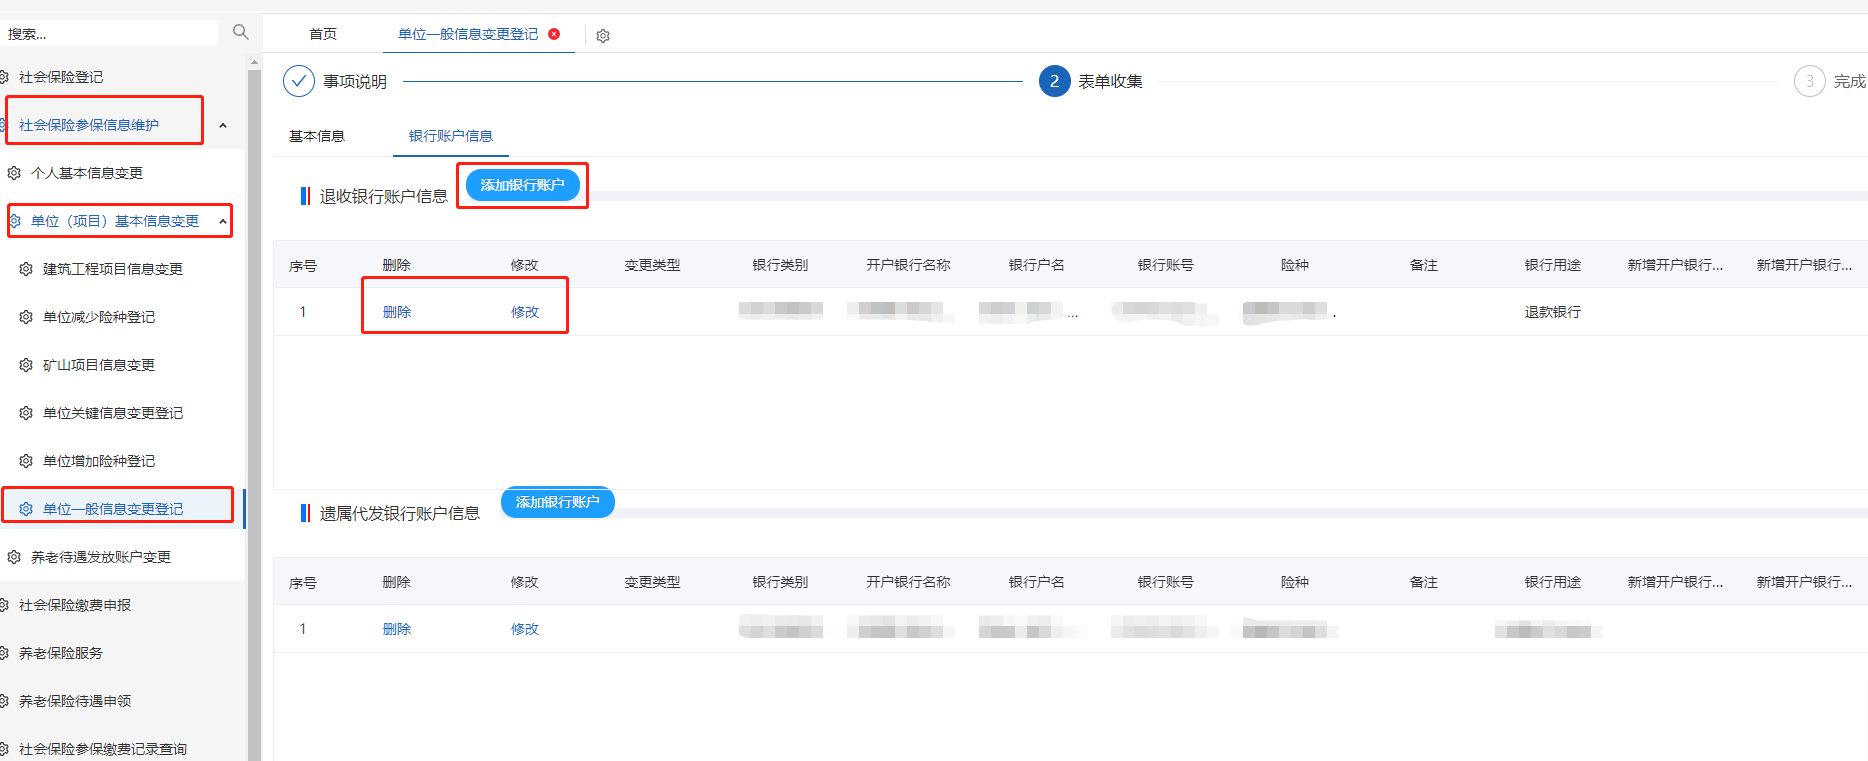 搜索...
社会保险登记
社会保险参保信息维护
个人基本信息变更
单位（项目）基本信息变更
建筑工程项目信息变更
单位减少险种登记
矿山项目信息变更
单位关键信息变更登记
单位增加险种登记
单位一般信息变更登记
养老待遇发放账户变更
社会保险缴费申报
养老保险服务
养老保险待遇申领
社会保险参保缴费记录查询
首页 单位一般信息变更登记
事项说明 2 表单收集 3 完成
基本信息 银行账户信息
退收银行账户信息 添加银行账户
序号 删除 修改 变更类型 银行类别 开户银行名称 银行户名 银行账号 险种 备注 银行用途 新增开户银行... 新增开户银行...
1 删除 修改 ... . 退款银行
遗属代发银行账户信息 添加银行账户
序号 删除 修改 变更类型 银行类别 开户银行名称 银行户名 银行账号 险种 备注 银行用途 新增开户银行... 新增开户银行...
1 删除 修改